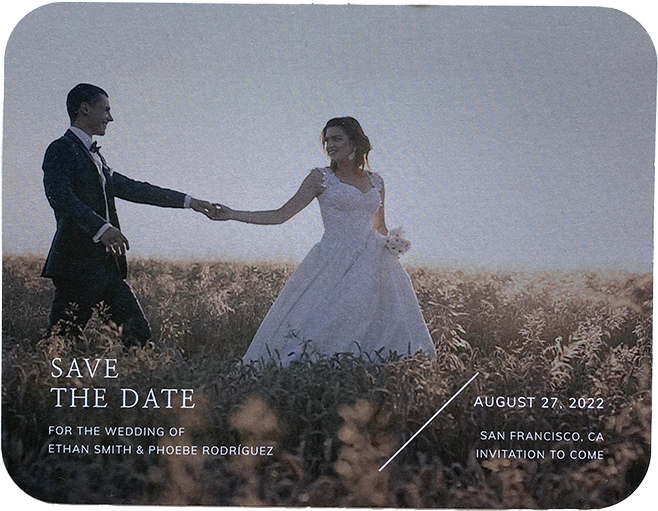 SAVE
THE DATE
FOR THE WEDDING OF
ETHAN SMITH & PHOEBE RODRÍGUEZ
AUGUST 27, 2022
SAN FRANCISCO, CA
INVITATION TO COME